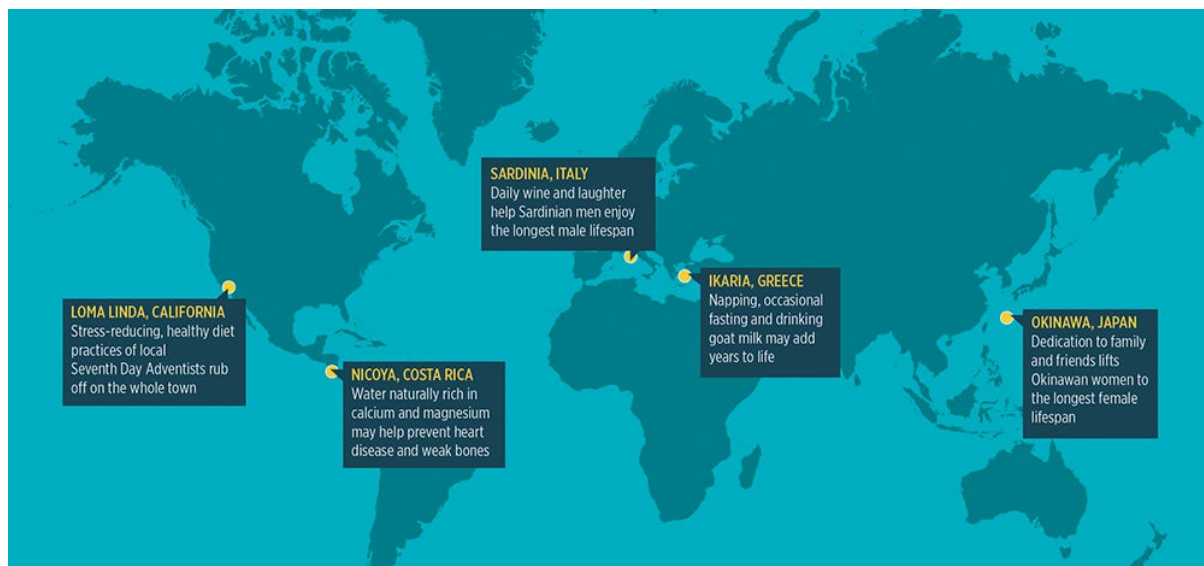 SARDINIA, ITALY
Daily wine and laughter
help Sardinian men enjoy
the longest male lifespan
IKARIA, GREECE
Napping, occasional
fasting and drinking
goat milk may add
years to life
LOMA LINDA, CALIFORNIA
Stress-reducing, healthy diet
practices of local
Seventh Day Adventists rub
off on the whole town
OKINAWA, JAPAN
Dedication to family
and friends lifts
Okinawan women to
the longest female
lifespan
NICOYA, COSTA RICA
Water naturally rich in
calcium and magnesium
may help prevent heart
disease and weak bones